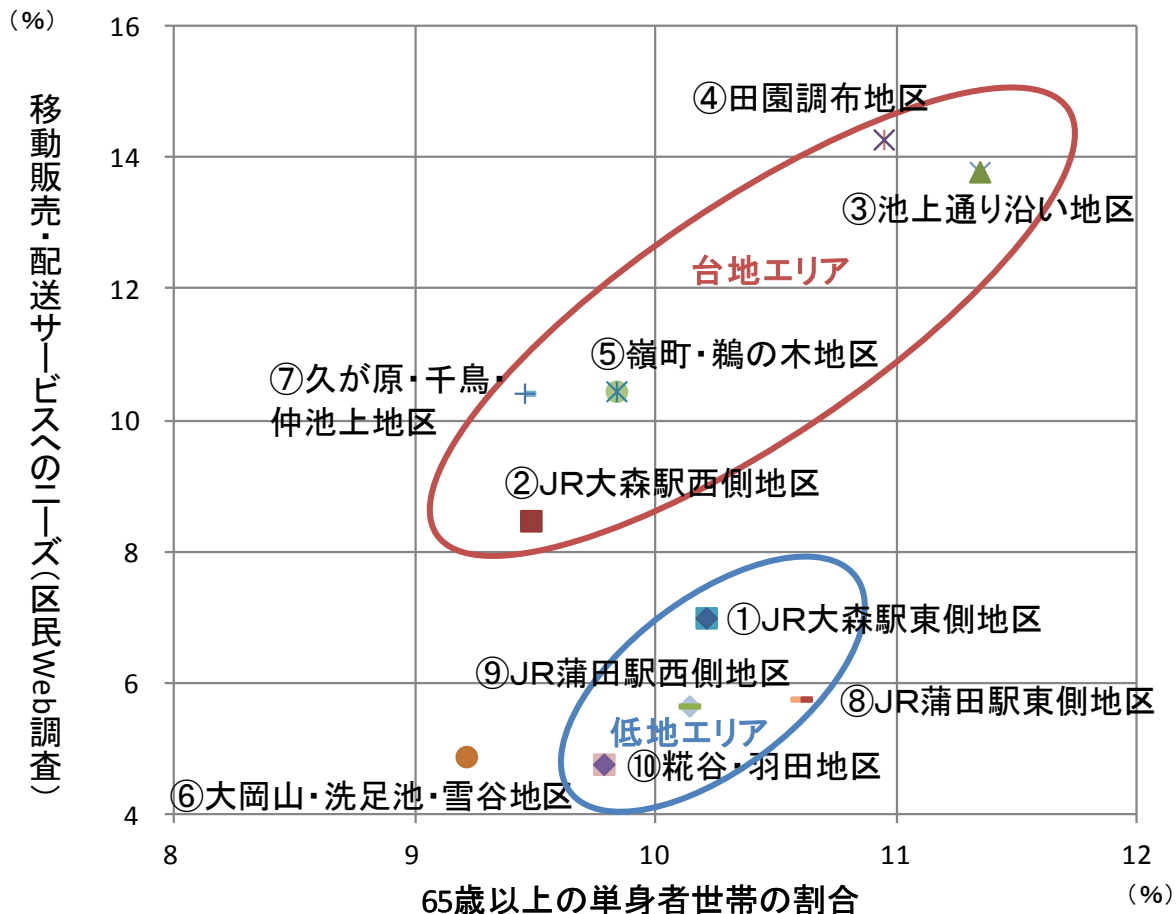 （％）
16
14
12
10
8
6
4
移動販売・配送サービスへのニーズ（区民Ｗｅｂ調査）
④田園調布地区
③池上通り沿い地区
台地エリア
⑤嶺町・鵜の木地区
⑦久が原・千鳥・
仲池上地区
②ＪＲ大森駅西側地区
①ＪＲ大森駅東側地区
⑨ＪＲ蒲田駅西側地区
⑧ＪＲ蒲田駅東側地区
低地エリア
⑩糀谷・羽田地区
⑥大岡山・洗足池・雪谷地区
8
9
10
11
12
65歳以上の単身者世帯の割合
（％）